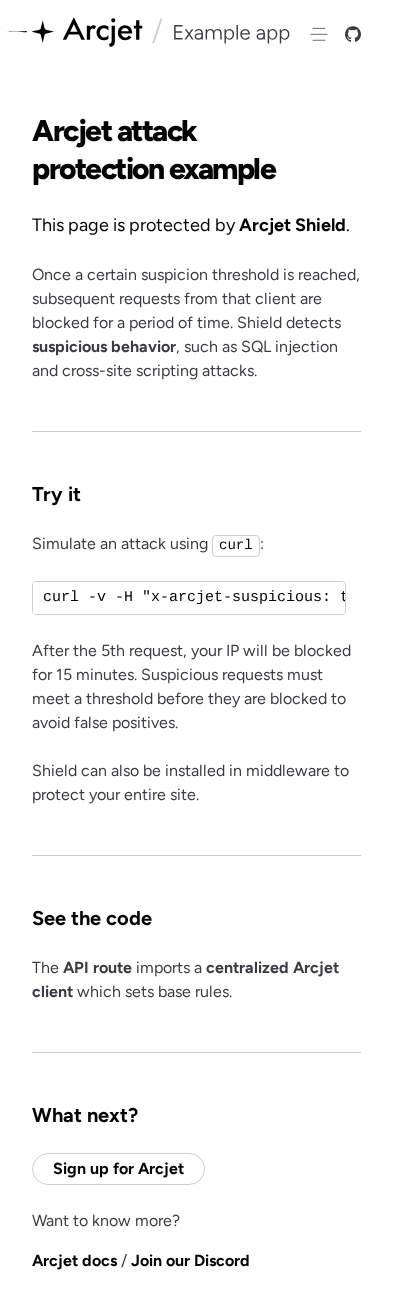 Arcjet / Example app
Arcjet attack
protection example
This page is protected by Arcjet Shield.
Once a certain suspicion threshold is reached,
subsequent requests from that client are
blocked for a period of time. Shield detects
suspicious behavior, such as SQL injection
and cross-site scripting attacks.
Try it
Simulate an attack using curl:
curl -v -H "x-arcjet-suspicious: t
After the 5th request, your IP will be blocked
for 15 minutes. Suspicious requests must
meet a threshold before they are blocked to
avoid false positives.
Shield can also be installed in middleware to
protect your entire site.
See the code
The API route imports a centralized Arcjet
client which sets base rules.
What next?
Sign up for Arcjet
Want to know more?
Arcjet docs / Join our Discord